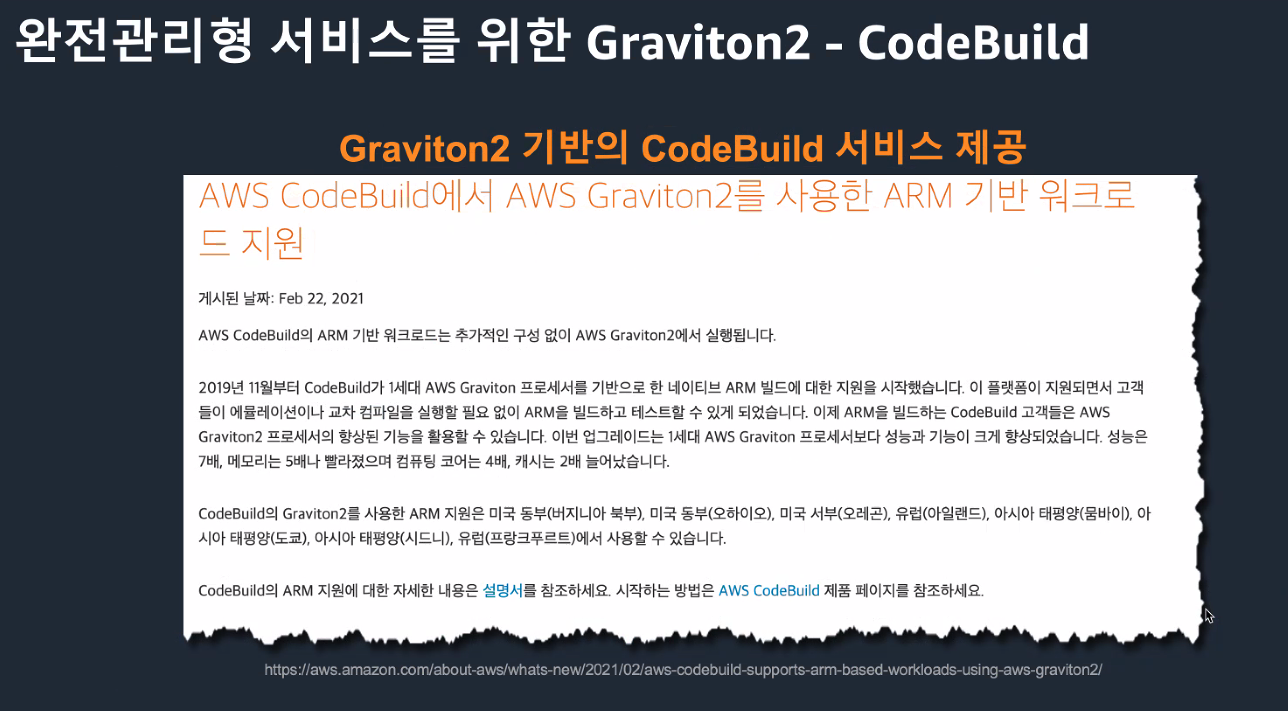 완전관리형 서비스를 위한 Graviton2 - CodeBuild
Graviton2 기반의 CodeBuild 서비스 제공
AWS CodeBuild에서 AWS Graviton2를 사용한 ARM 기반 워크로
드 지원
게시된 날짜: Feb 22, 2021
AWS CodeBuild의 ARM 기반 워크로드는 추가적인 구성 없이 AWS Graviton2에서 실행됩니다.
2019년 11월부터 CodeBuild가 1세대 AWS Graviton 프로세서를 기반으로 한 네이티브 ARM 빌드에 대한 지원을 시작했습니다. 이 플랫폼이 지원되면서 고객
들이 에뮬레이션이나 교차 컴파일을 실행할 필요 없이 ARM을 빌드하고 테스트할 수 있게 되었습니다. 이제 ARM을 빌드하는 CodeBuild 고객들은 AWS
Graviton2 프로세서의 향상된 기능을 활용할 수 있습니다. 이번 업그레이드는 1세대 AWS Graviton 프로세서보다 성능과 기능이 크게 향상되었습니다. 성능은
7배, 메모리는 5배나 빨라졌으며 컴퓨팅 코어는 4배, 캐시는 2배 늘어났습니다.
CodeBuild의 Graviton2를 사용한 ARM 지원은 미국 동부(버지니아 북부), 미국 동부(오하이오), 미국 서부(오레곤), 유럽(아일랜드), 아시아 태평양(뭄바이), 아
시아 태평양(도쿄), 아시아 태평양(시드니), 유럽(프랑크푸르트)에서 사용할 수 있습니다.
CodeBuild의 ARM 지원에 대한 자세한 내용은 설명서를 참조하세요. 시작하는 방법은 AWS CodeBuild 제품 페이지를 참조하세요.
https://aws.amazon.com/about-aws/whats-new/2021/02/aws-codebuild-supports-arm-based-workloads-using-aws-graviton2/